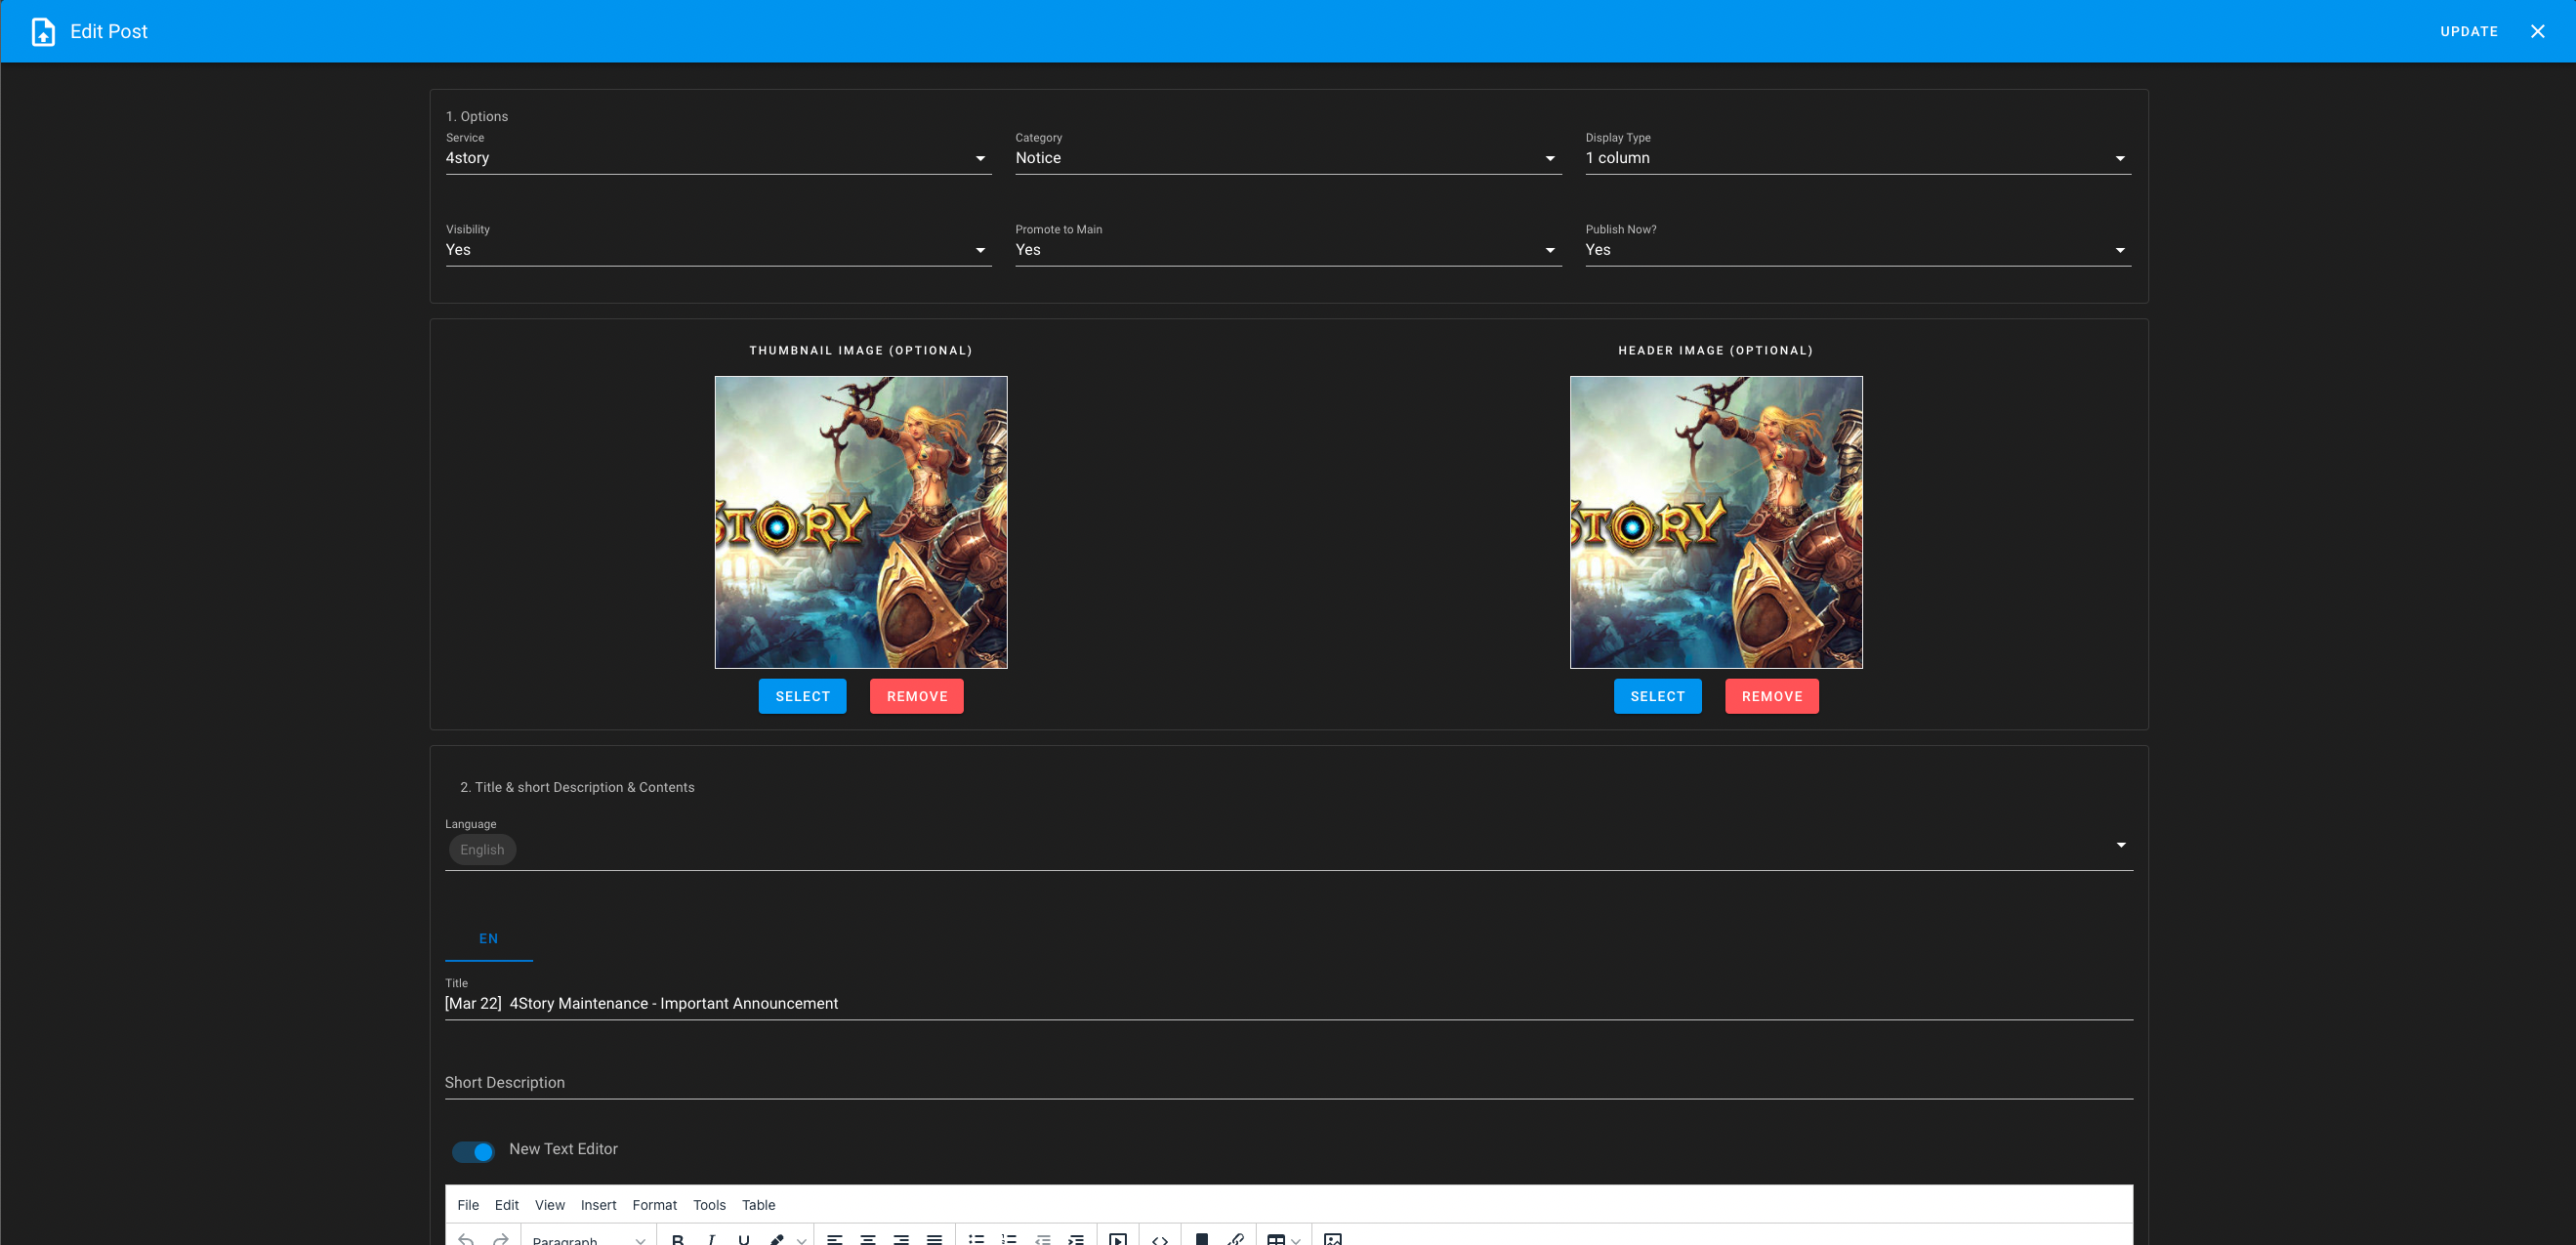 Edit Post
UPDATE
1. Options
Service
4story
Category
Notice
Display Type
1 column
Visibility
Yes
Promote to Main
Yes
Publish Now?
Yes
THUMBNAIL IMAGE (OPTIONAL)
STORY
SELECT
REMOVE
HEADER IMAGE (OPTIONAL)
STORY
SELECT
REMOVE
2. Title & short Description & Contents
Language
English
EN
Title
[Mar 22]  4Story Maintenance - Important Announcement
Short Description
New Text Editor
File Edit View Insert Format Tools Table
Paragraph B I U